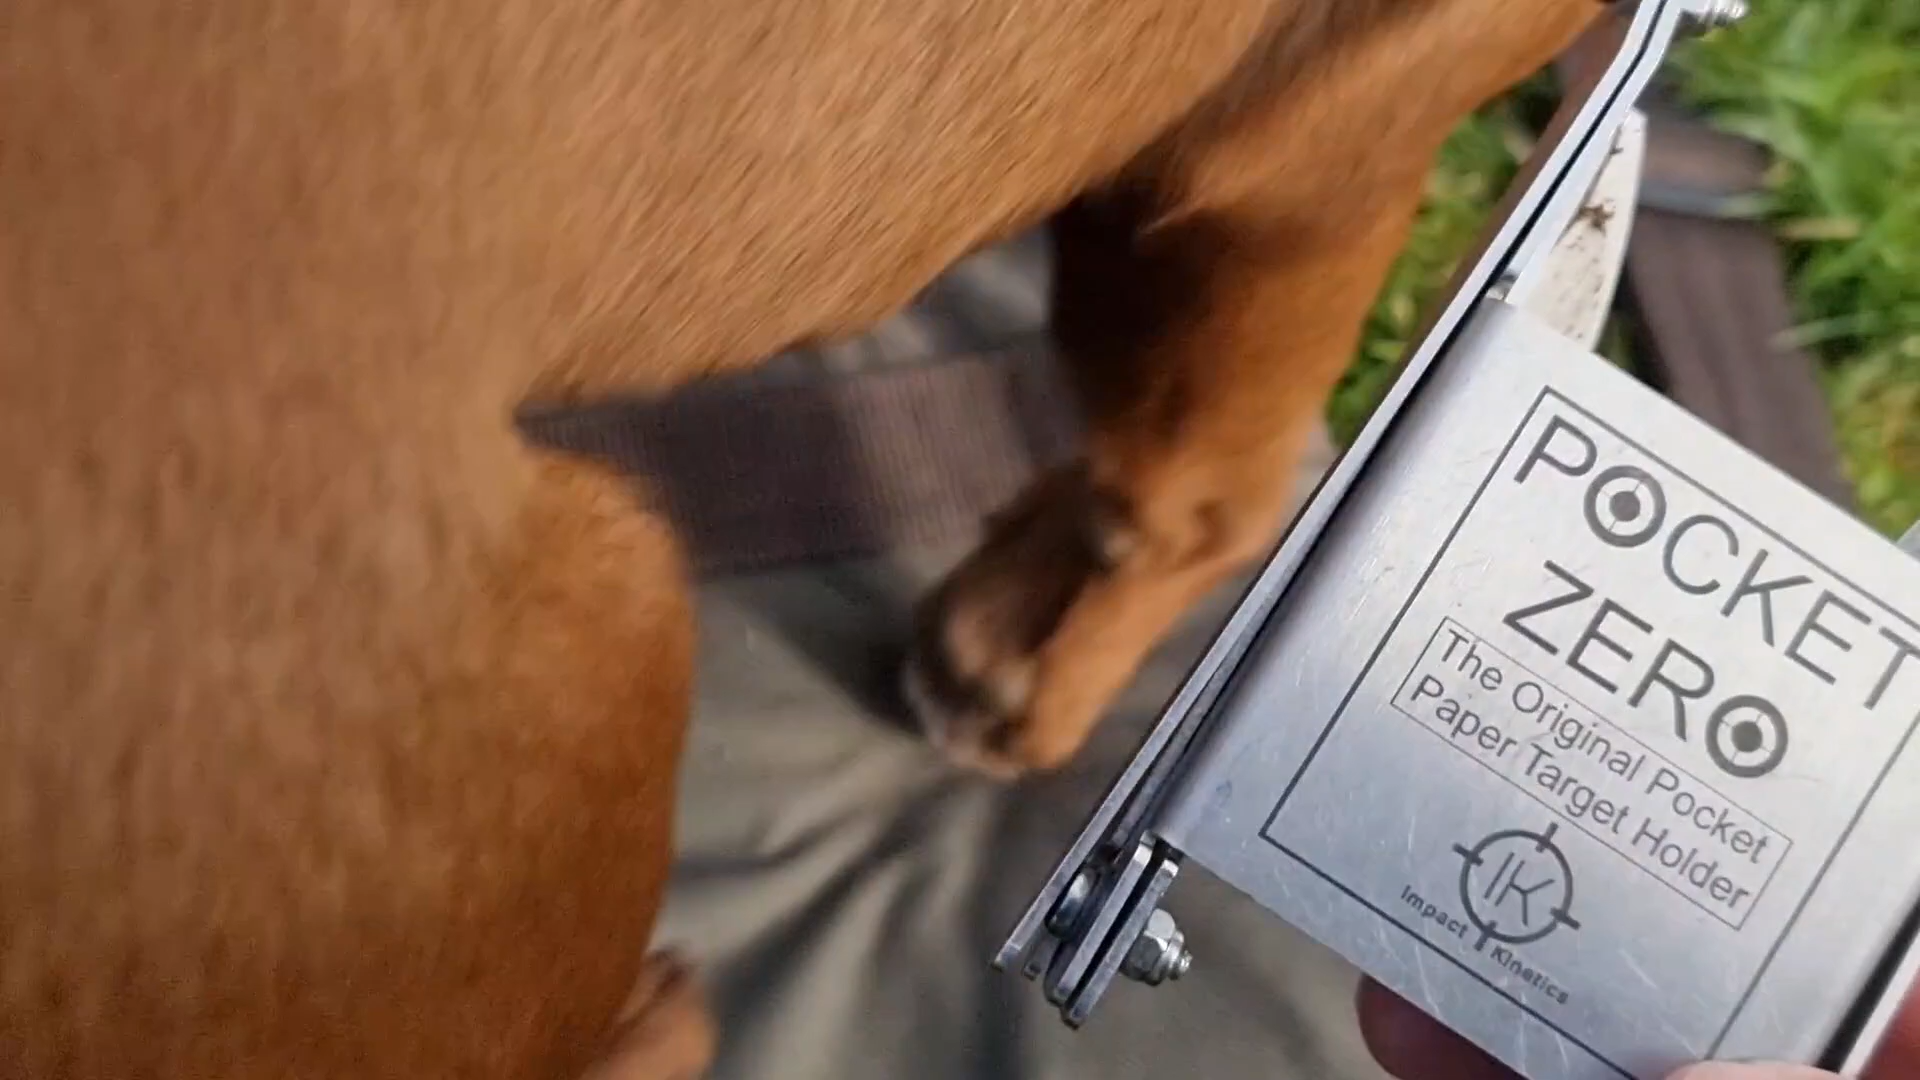 POCKET
ZERO
The Original Pocket
Paper Target Holder
IK
Impact Kinetics